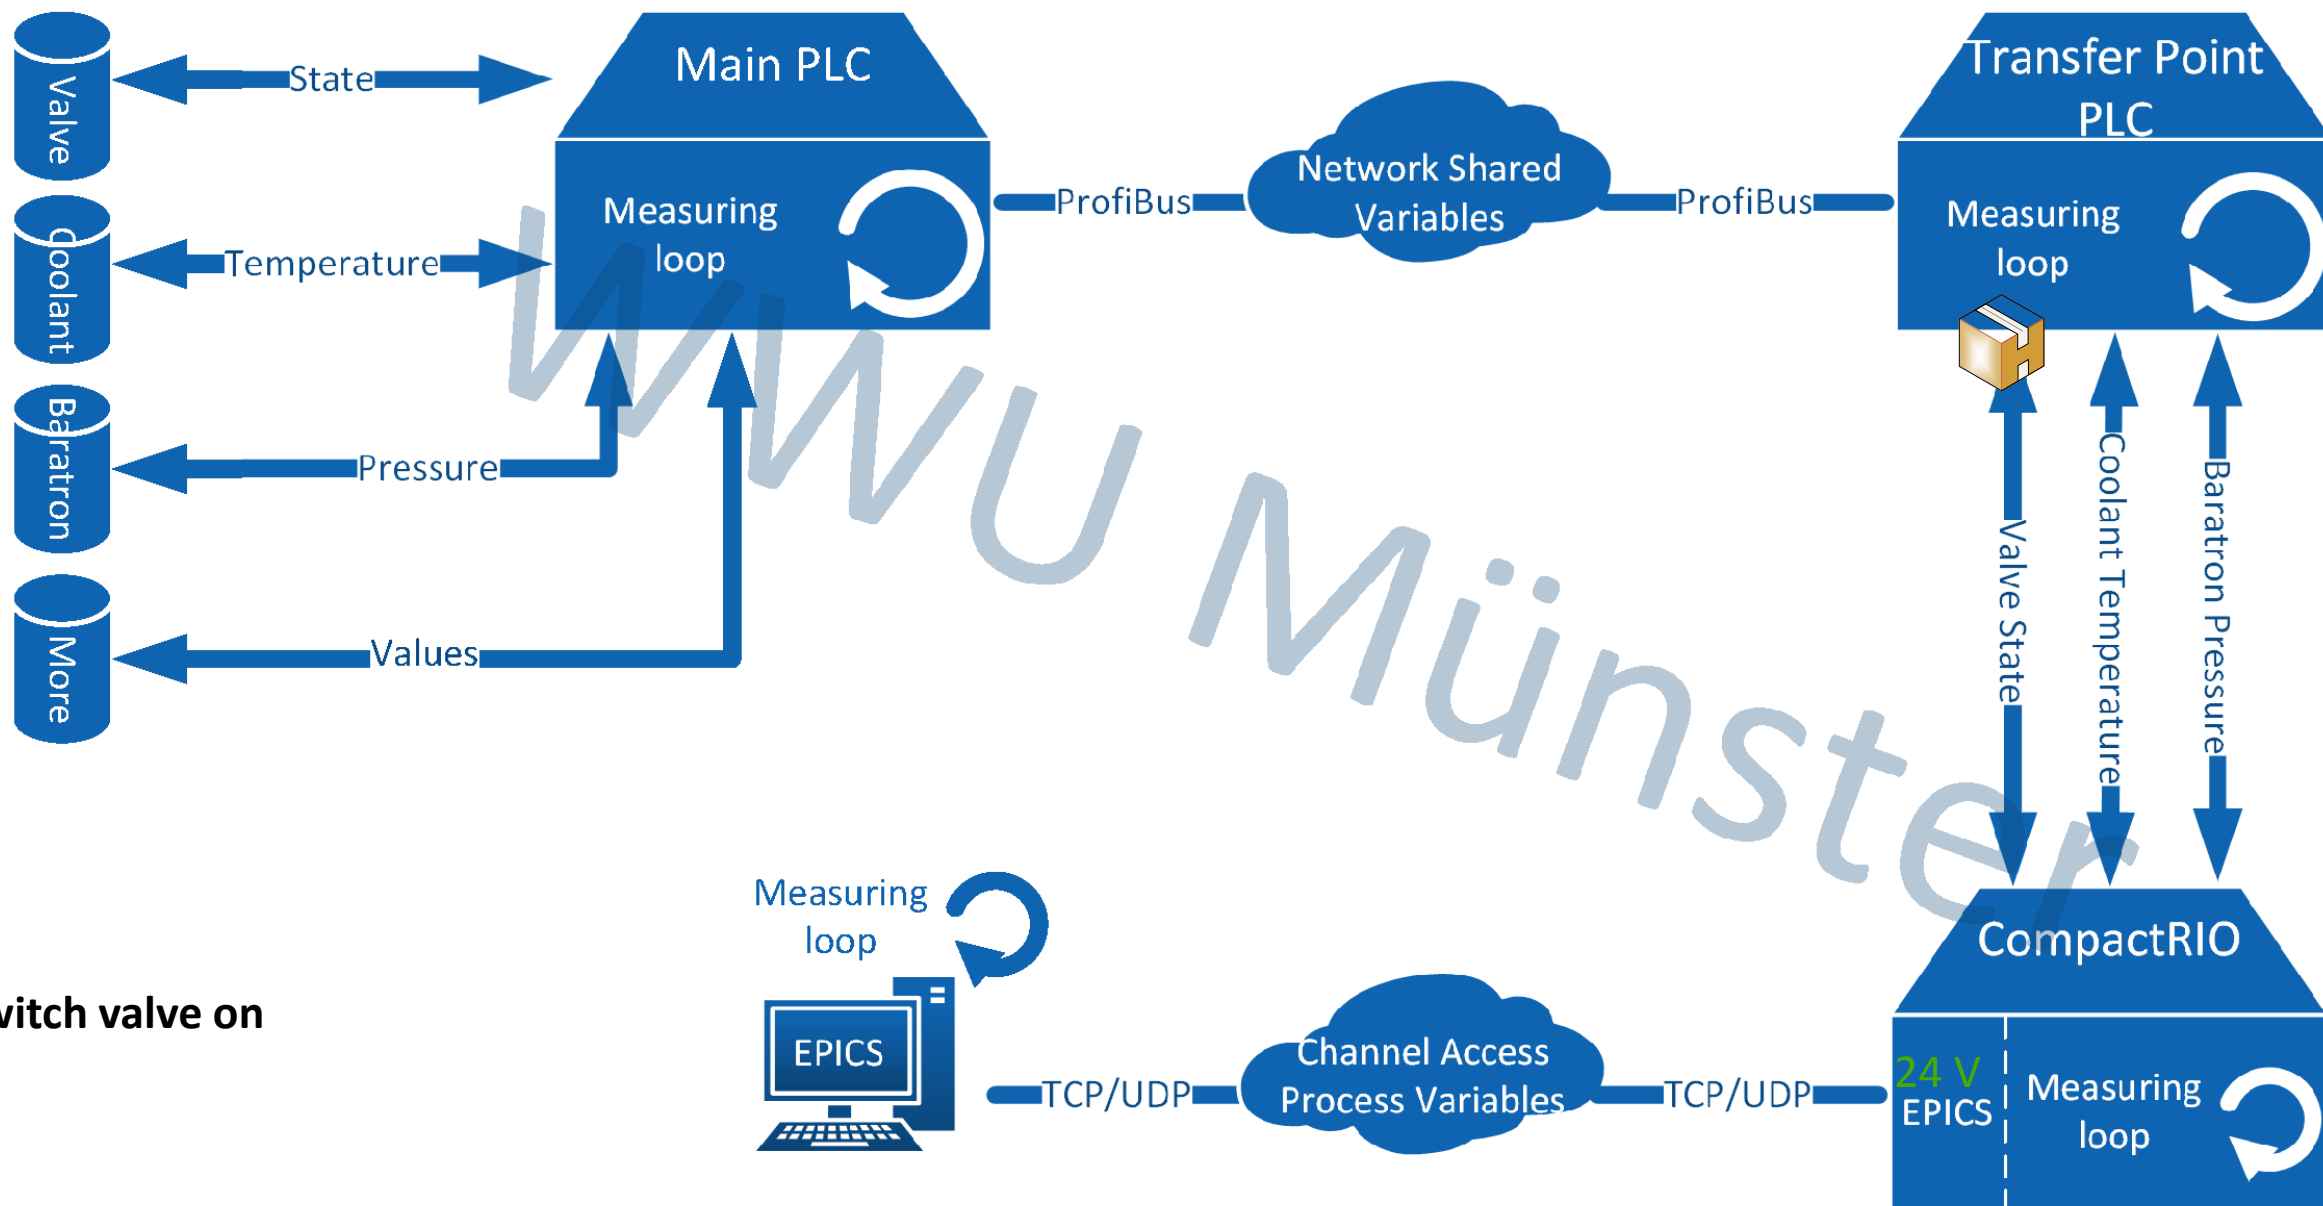 Valve
State
Main PLC
Measuring
loop
Coolant
Temperature
Baratron
Pressure
More
Values
ProfiBus
Network Shared
Variables
ProfiBus
Transfer Point
PLC
Measuring
loop
Valve State
Coolant Temperature
Baratron Pressure
WWU Münster
Measuring
loop
EPICS
witch valve on
TCP/UDP
Channel Access
Process Variables
TCP/UDP
CompactRIO
24 V
EPICS
Measuring
loop